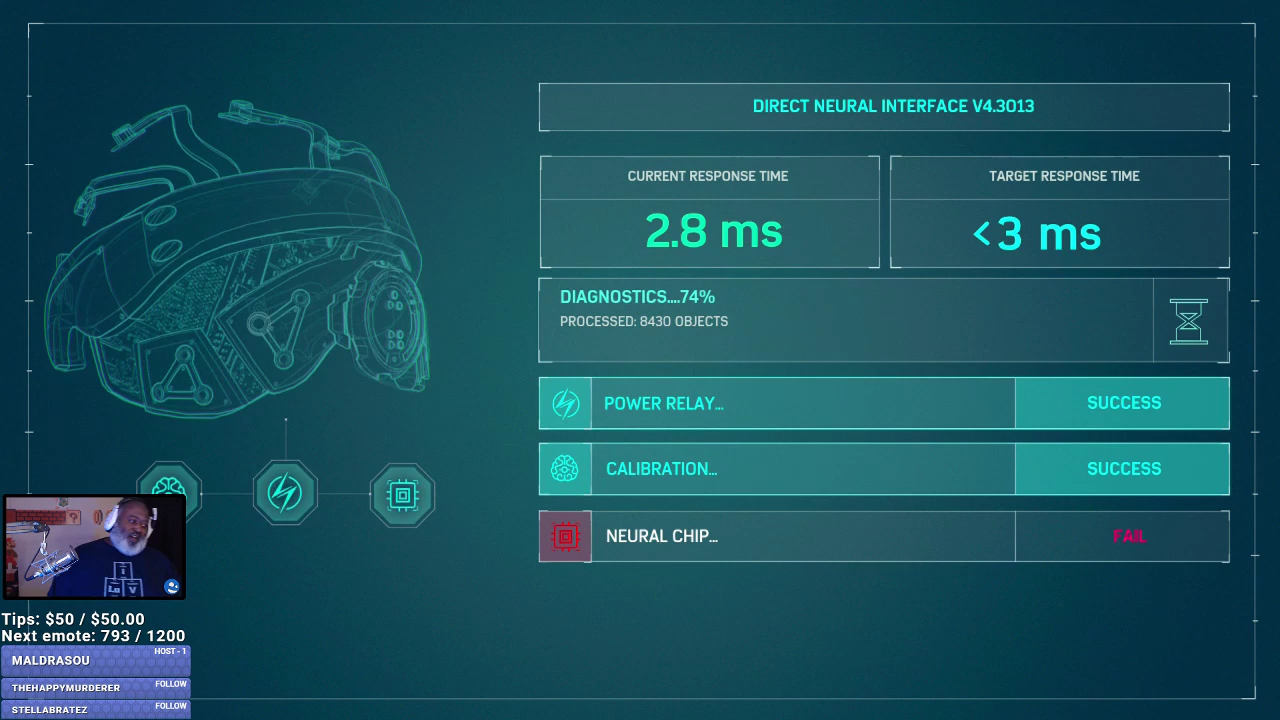 DIRECT NEURAL INTERFACE V4.3013
CURRENT RESPONSE TIME
2.8 ms
TARGET RESPONSE TIME
<3 ms
DIAGNOSTICS....74%
PROCESSED: 8430 OBJECTS
POWER RELAY...
SUCCESS
CALIBRATION...
SUCCESS
NEURAL CHIP...
FAIL
i
Lu V
Tips: $50 / $50.00
Next emote: 793 / 1200
HOST - 1
MALDRASOU
FOLLOW
THEHAPPYMURDERER
FOLLOW
STELLABRATEZ